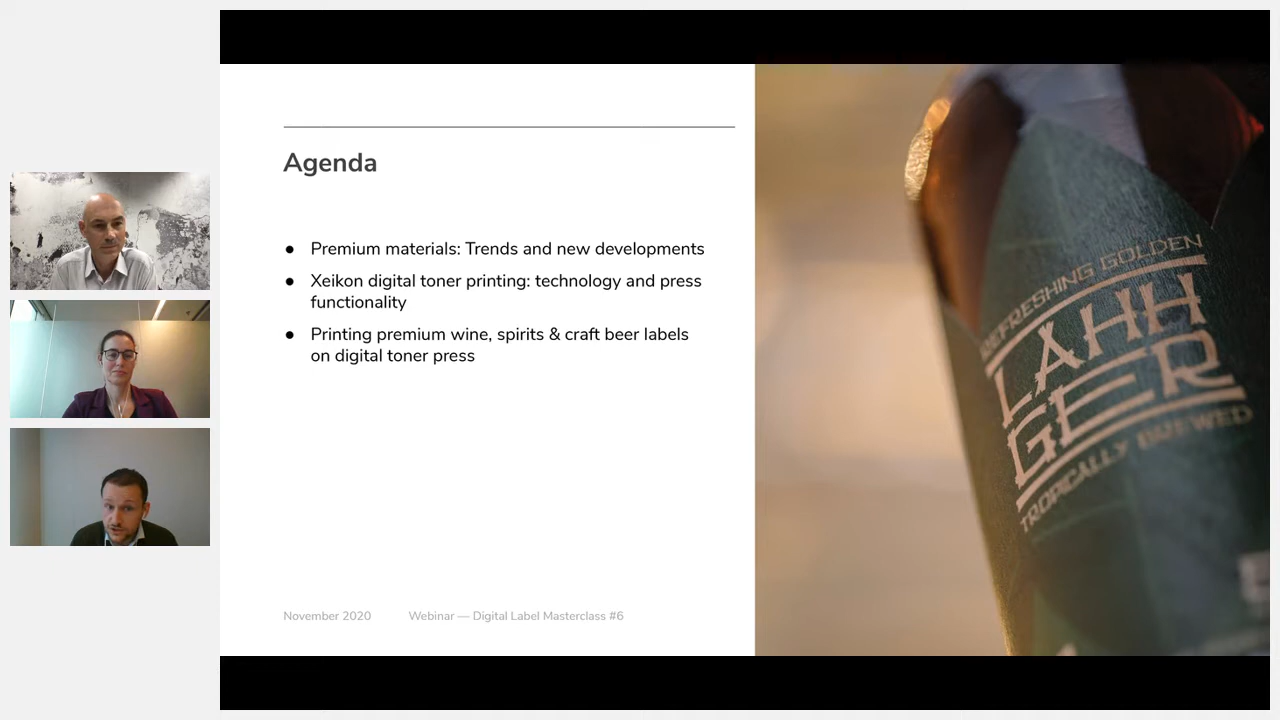 Agenda
● Premium materials: Trends and new developments
● Xeikon digital toner printing: technology and press
functionality
● Printing premium wine, spirits & craft beer labels
on digital toner press
November 2020 Webinar — Digital Label Masterclass #6
REFRESHING GOLDEN
LAHH
GER
TROPICALLY BREWED